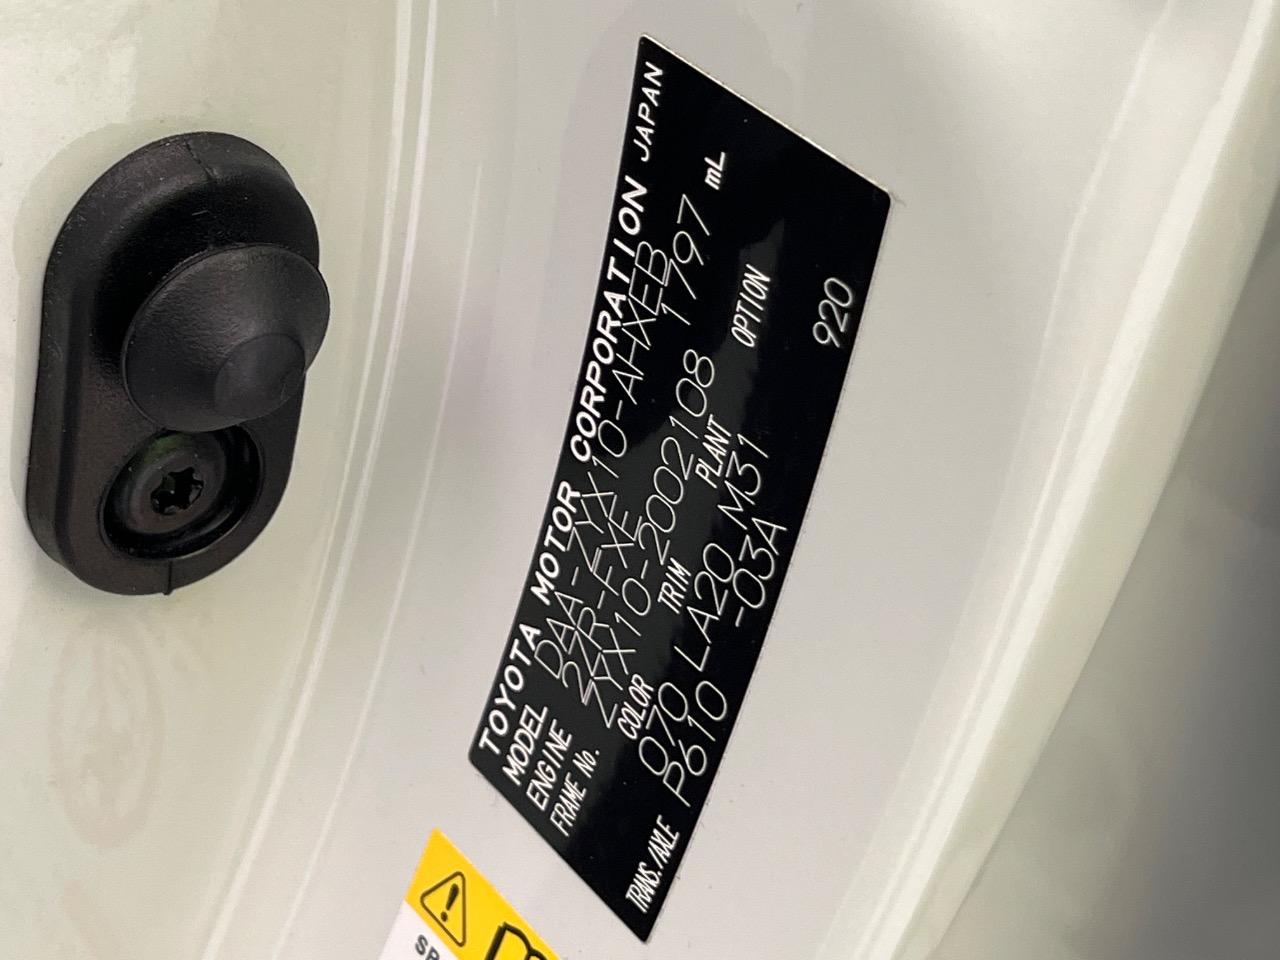 TOYOTA MOTOR CORPORATION JAPAN
MODEL DAA-ZYX10-AHXEB
ENGINE 2ZR-FXE 1797 mL
FRAME No. ZYX10-2002108
COLOR TRIM PLANT OPTION
070 LA20 M31
TRANS./AXLE P610 -03A 920